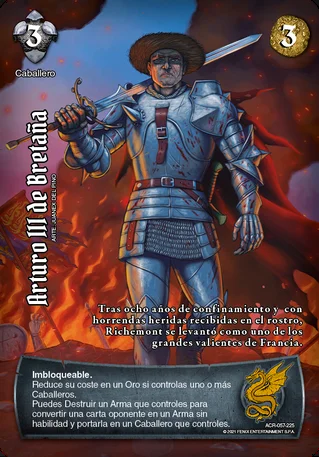 3
3
Caballero
Arturo III de Bretaña
ARTE: JUANEX DELPINO
Tras ocho años de confinamiento y con
horrendas heridas recibidas en el rostro,
Richemont se levantó como uno de los
grandes valientes de Francia.
Imbloqueable.
Reduce su coste en un Oro si controlas uno o más
Caballeros.
Puedes Destruir un Arma que controles para
convertir una carta oponente en un Arma sin
habilidad y portarla en un Caballero que controles.
ACR-057-225
© 2021 FENIX ENTERTAINMENT S.P.A.